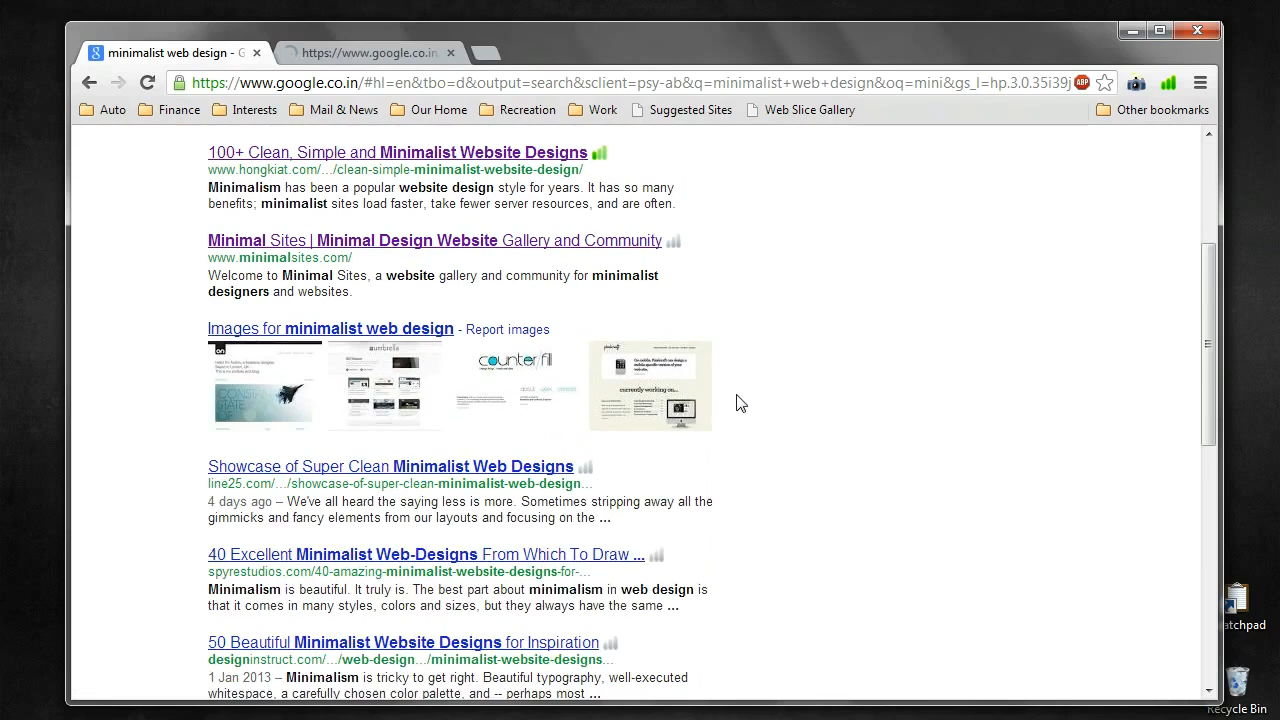 minimalist web design - G
https://www.google.co.in
https://www.google.co.in/#hl=en&tbo=d&output=search&sclient=psy-ab&q=minimalist+web+design&oq=mini&gs_l=hp.3.0.35i39j
ABP
Auto Finance Interests Mail & News Our Home Recreation Work Suggested Sites Web Slice Gallery Other bookmarks
100+ Clean, Simple and Minimalist Website Designs
www.hongkiat.com/.../clean-simple-minimalist-website-design/
Minimalism has been a popular website design style for years. It has so many
benefits; minimalist sites load faster, take fewer server resources, and are often.
Minimal Sites | Minimal Design Website Gallery and Community
www.minimalsites.com/
Welcome to Minimal Sites, a website gallery and community for minimalist
designers and websites.
Images for minimalist web design - Report images
on
umbrella
counterfil
currently working on...
Showcase of Super Clean Minimalist Web Designs
line25.com/.../showcase-of-super-clean-minimalist-web-design...
4 days ago – We've all heard the saying less is more. Sometimes stripping away all the
gimmicks and fancy elements from our layouts and focusing on the ...
40 Excellent Minimalist Web-Designs From Which To Draw ...
spyrestudios.com/40-amazing-minimalist-website-designs-for-...
Minimalism is beautiful. It truly is. The best part about minimalism in web design is
that it comes in many styles, colors and sizes, but they always have the same ...
50 Beautiful Minimalist Website Designs for Inspiration
designinstruct.com/.../web-design.../minimalist-website-designs...
1 Jan 2013 – Minimalism is tricky to get right. Beautiful typography, well-executed
whitespace, a carefully chosen color palette, and -- perhaps most ...
atchpad
Recycle Bin